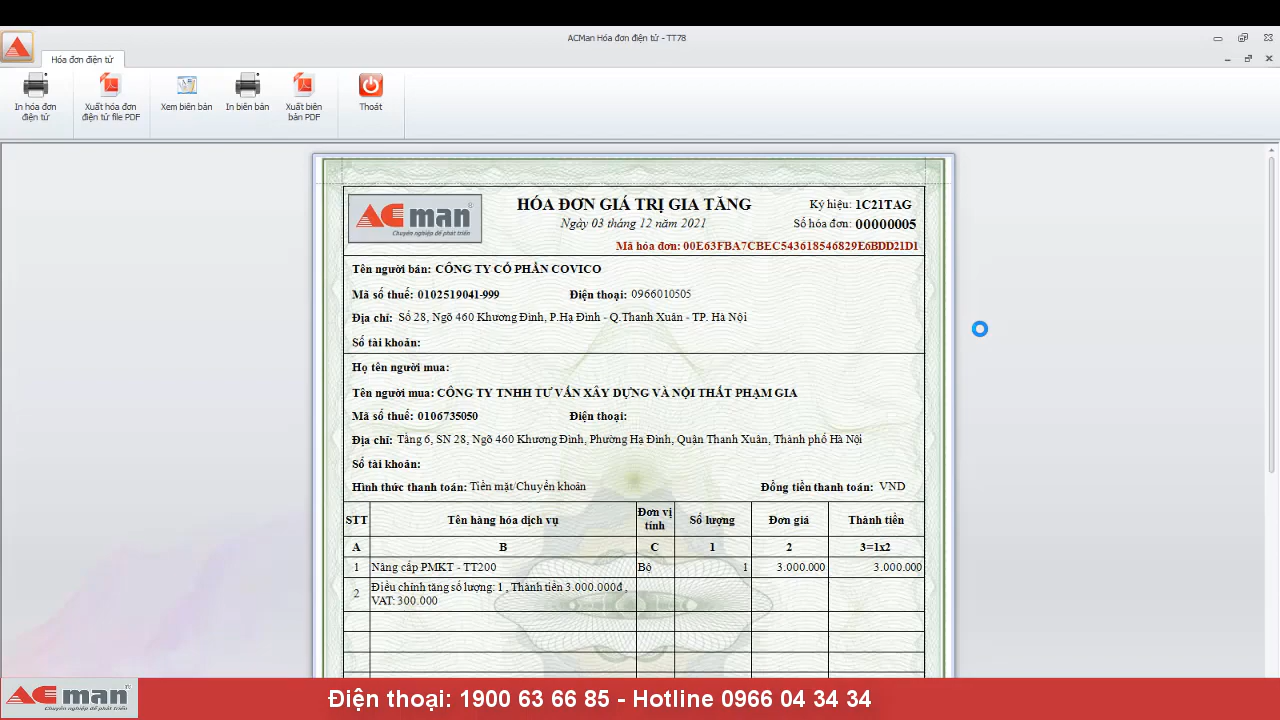 ACMan Hóa đơn điện tử - TT78
Hóa đơn điện tử
In hóa đơn điện tử
Xuất hóa đơn điện tử file PDF
Xem biên bản
In biên bản
Xuất biên bản PDF
Thoát
ACman®
Chuyên nghiệp để phát triển
HÓA ĐƠN GIÁ TRỊ GIA TĂNG
Ngày 03 tháng 12 năm 2021
Ký hiệu: 1C21TAG
Số hóa đơn: 00000005
Mã hóa đơn: 00E63FBA7CBEC543618546829E6BDD21D1
Tên người bán: CÔNG TY CỔ PHẦN COVICO
Mã số thuế: 0102519041-999 Điện thoại: 0966010505
Địa chỉ: Số 28, Ngõ 460 Khương Đình, P.Hạ Đình - Q.Thanh Xuân - TP. Hà Nội
Số tài khoản:
Họ tên người mua:
Tên người mua: CÔNG TY TNHH TƯ VẤN XÂY DỰNG VÀ NỘI THẤT PHẠM GIA
Mã số thuế: 0106735050 Điện thoại:
Địa chỉ: Tầng 6, SN 28, Ngõ 460 Khương Đình, Phường Hạ Đình, Quận Thanh Xuân, Thành phố Hà Nội
Số tài khoản:
Hình thức thanh toán: Tiền mặt/Chuyển khoản Đồng tiền thanh toán: VND
STT Tên hàng hóa dịch vụ Đơn vị tính Số lượng Đơn giá Thành tiền
A B C 1 2 3=1x2
1 Nâng cấp PMKT - TT200 Bộ 1 3.000.000 3.000.000
2 Điều chỉnh tăng số lượng: 1 , Thành tiền 3.000.000đ ,
VAT: 300.000
ACman®
Chuyên nghiệp để phát triển
Điện thoại: 1900 63 66 85 - Hotline 0966 04 34 34